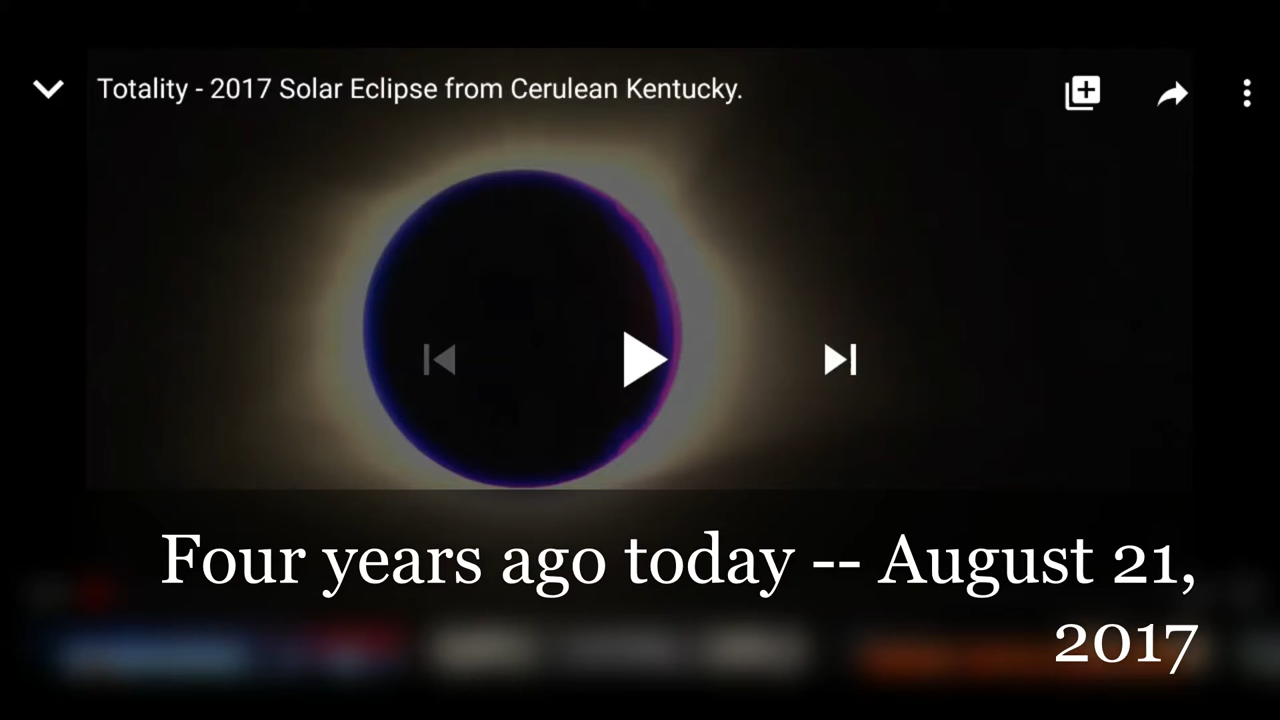 Totality - 2017 Solar Eclipse from Cerulean Kentucky.
Four years ago today -- August 21,
2017